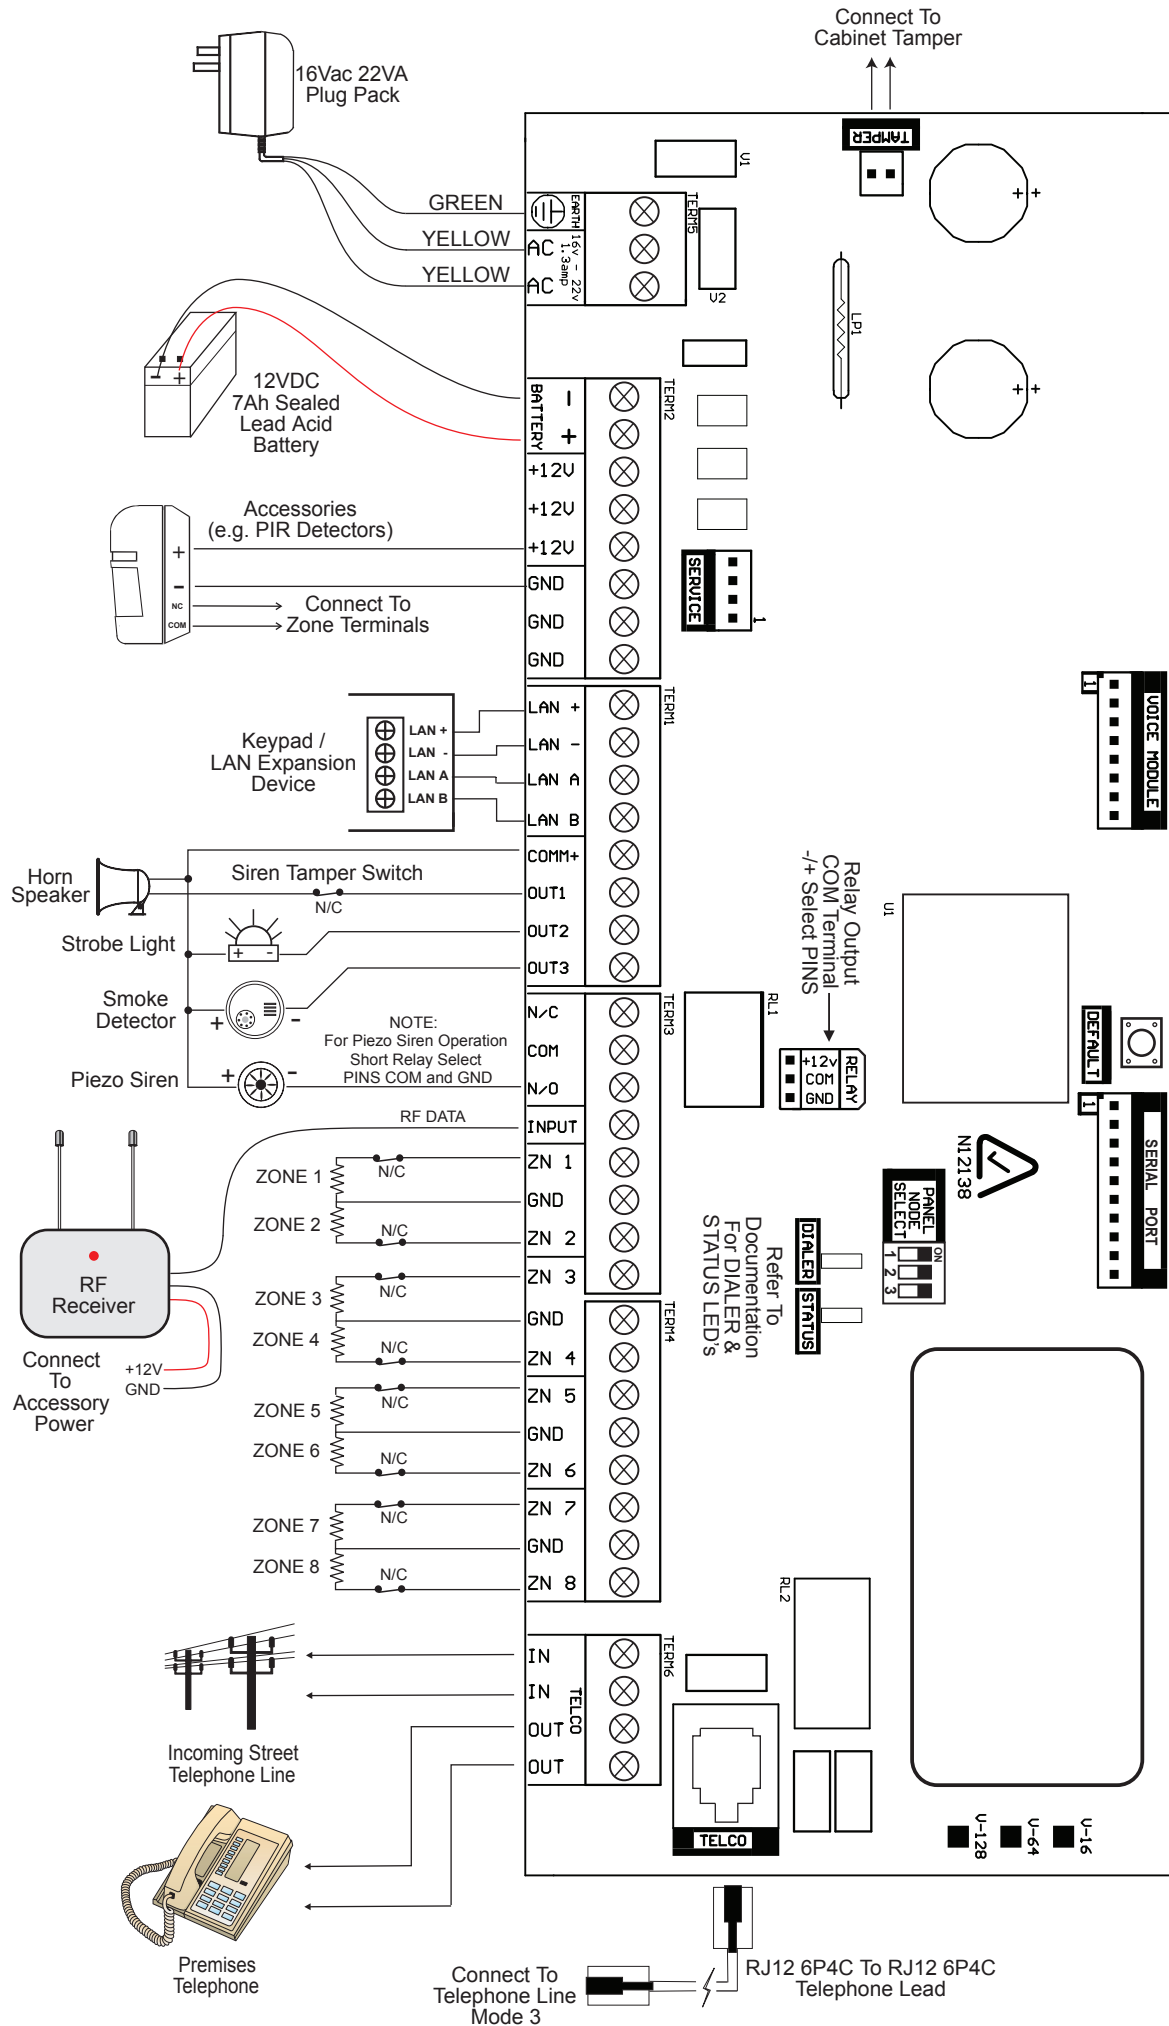 Connect To
Cabinet Tamper
16Vac 22VA
Plug Pack
TAMPER
V1
GREEN
YELLOW
YELLOW
EARTH
AC
AC
16v - 22v
1.3amp
TERM5
V2
LP1
+
+
+
+
-
+
12VDC
7Ah Sealed
Lead Acid
Battery
BATTERY
-
+
+12V
+12V
+12V
GND
GND
GND
TERM2
Accessories
(e.g. PIR Detectors)
+
-
NC
COM
Connect To
Zone Terminals
SERVICE
1
VOICE MODULE
1
Keypad /
LAN Expansion
Device
LAN +
LAN -
LAN A
LAN B
LAN +
LAN -
LAN A
LAN B
COMM+
OUT1
OUT2
OUT3
TERM1
Horn
Speaker
Siren Tamper Switch
N/C
Strobe Light
+ -
Smoke
Detector
+
-
Piezo Siren
+
-
NOTE:
For Piezo Siren Operation
Short Relay Select
PINS COM and GND
Relay Output
COM Terminal
-/+ Select PINS
U1
RL1
+12v
COM
GND
RELAY
DEFAULT
N/C
COM
N/O
INPUT
ZN 1
GND
ZN 2
ZN 3
TERM3
RF DATA
RF
Receiver
Connect
To
Accessory
Power
+12V
GND
ZONE 1
N/C
ZONE 2
N/C
ZONE 3
N/C
ZONE 4
N/C
ZONE 5
N/C
ZONE 6
N/C
ZONE 7
N/C
ZONE 8
N/C
GND
ZN 4
ZN 5
GND
ZN 6
ZN 7
GND
ZN 8
TERM4
1
SERIAL PORT
N12138
PANEL
NODE
SELECT
ON
1
2
3
DIALER
STATUS
Refer To
Documentation
For DIALER &
STATUS LED's
RL2
Incoming Street
Telephone Line
IN
IN
OUT
OUT
TELCO
TERM6
TELCO
V-128
V-64
V-16
Premises
Telephone
Connect To
Telephone Line
Mode 3
RJ12 6P4C To RJ12 6P4C
Telephone Lead